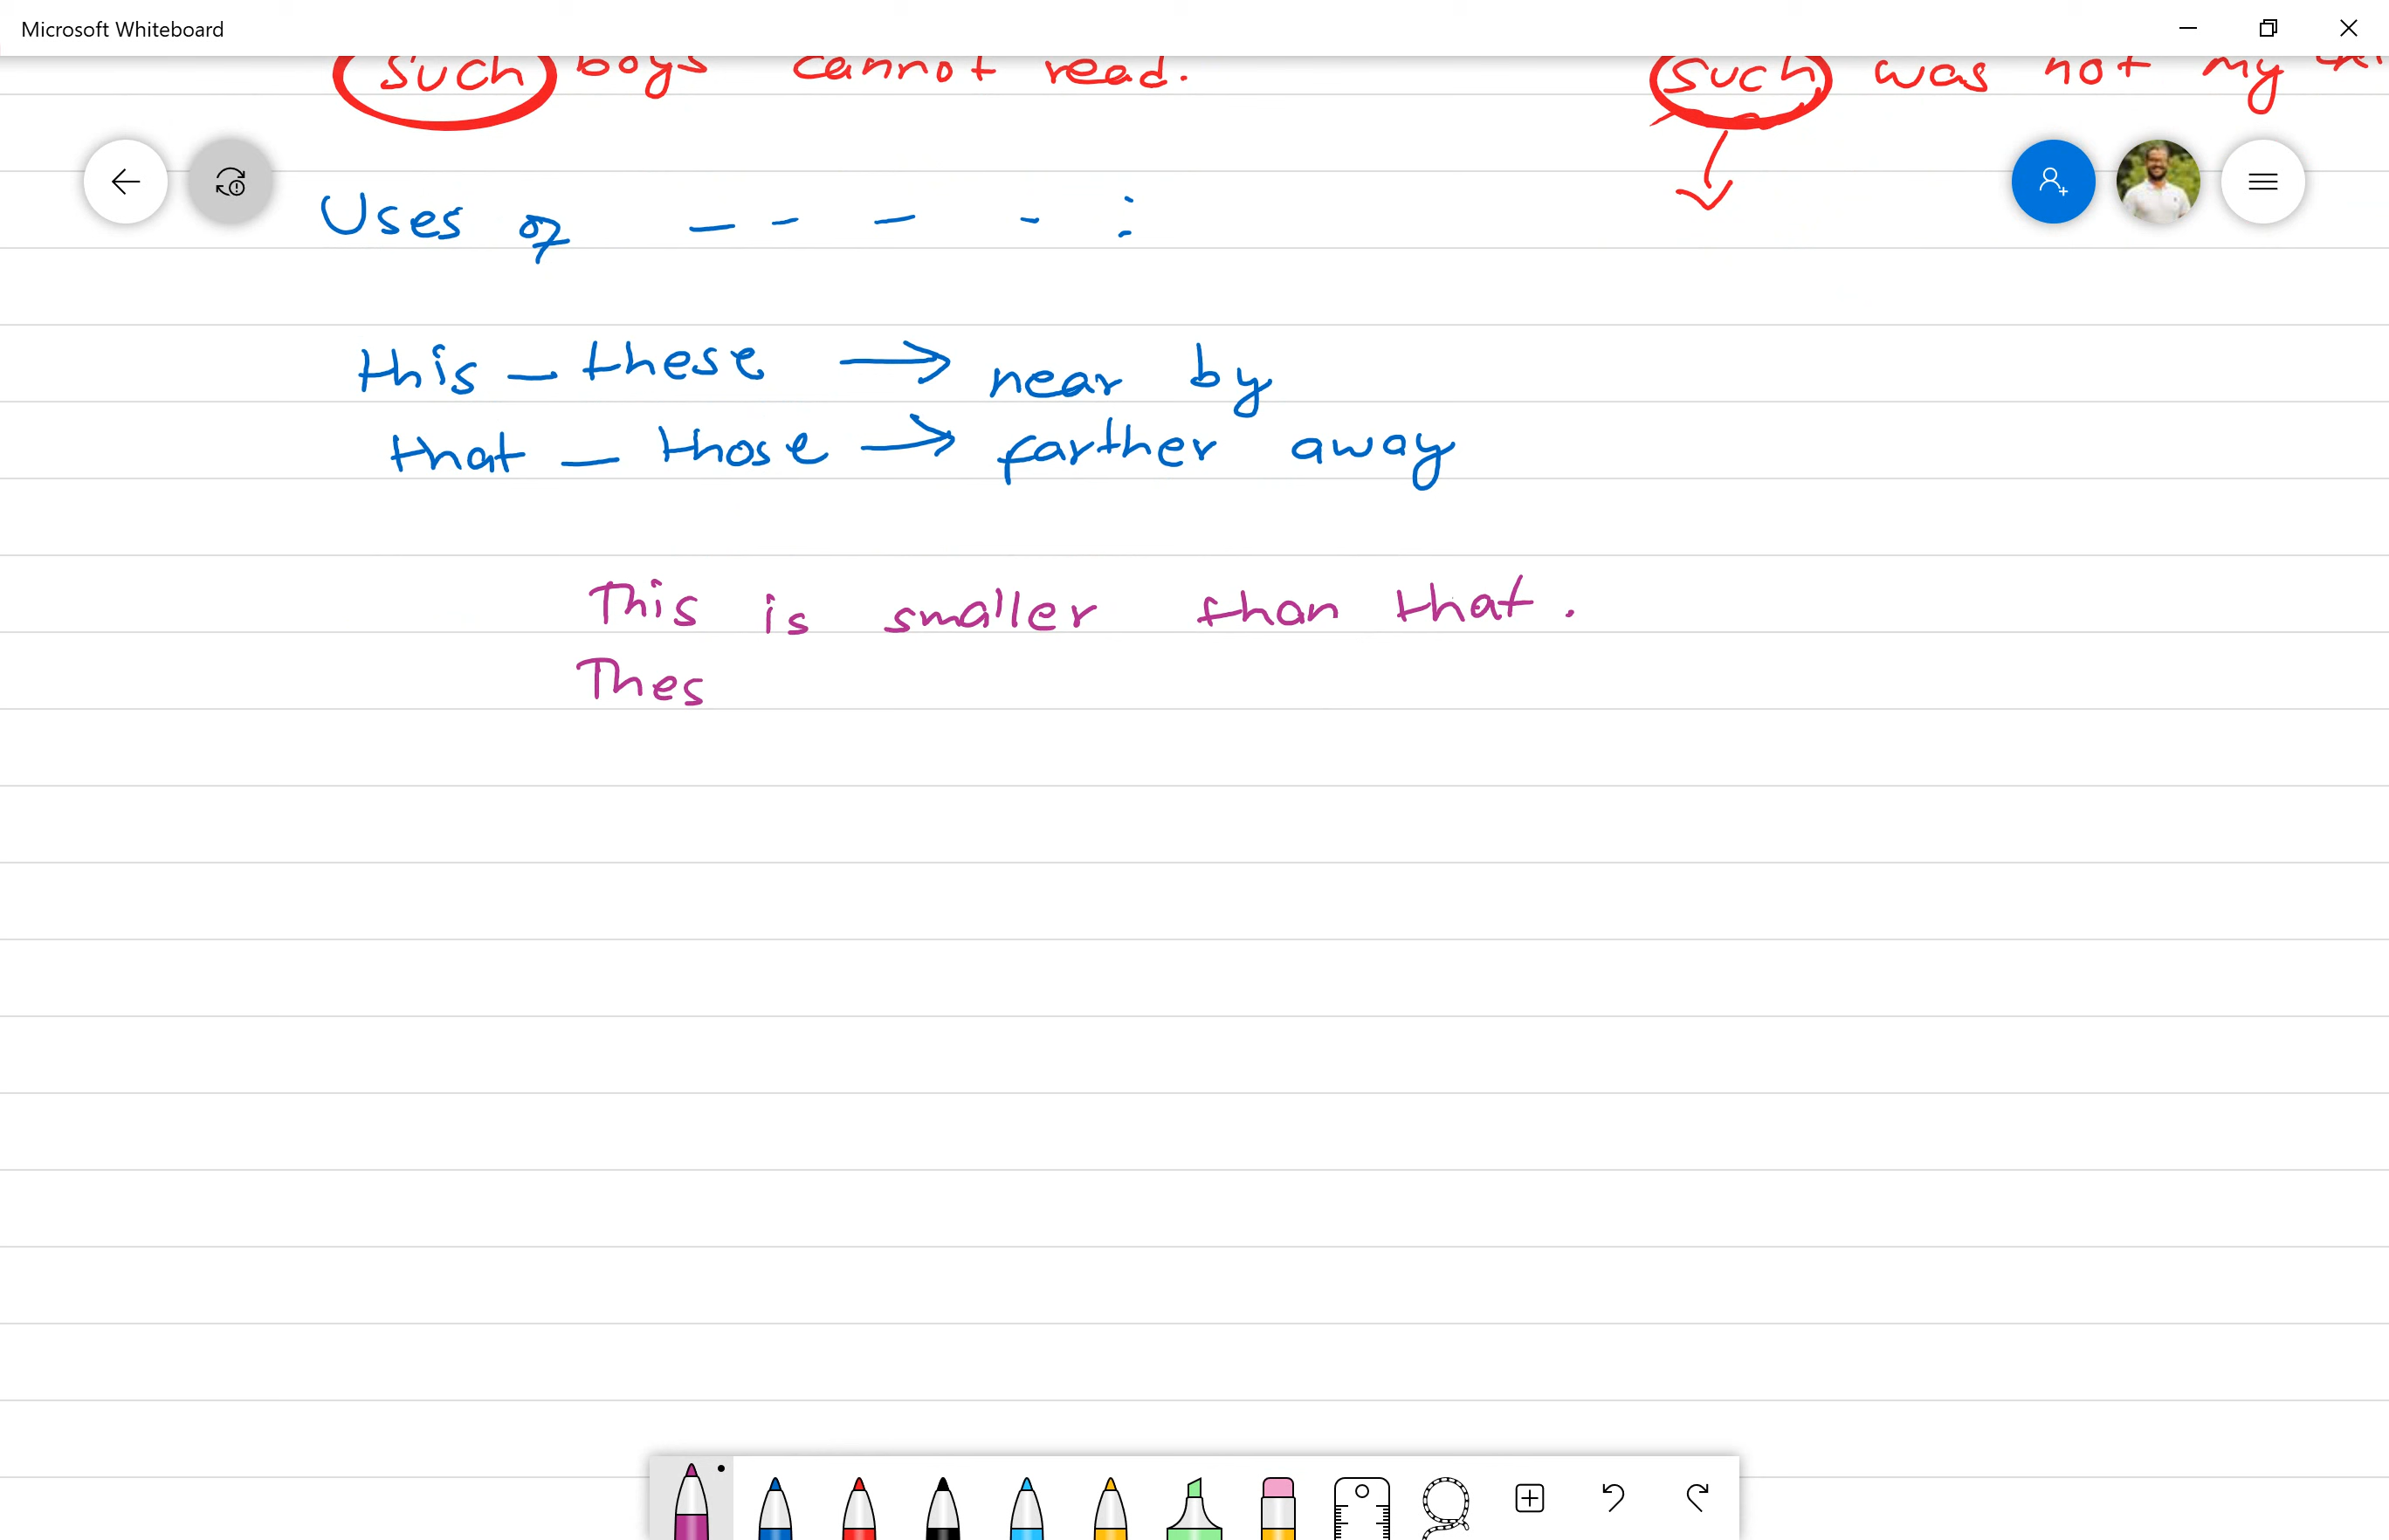 Microsoft Whiteboard
such boys cannot read.
such was not my
Uses of _ - - - :
this - these → near by
that - those → farther away
This is smaller than that.
Thes